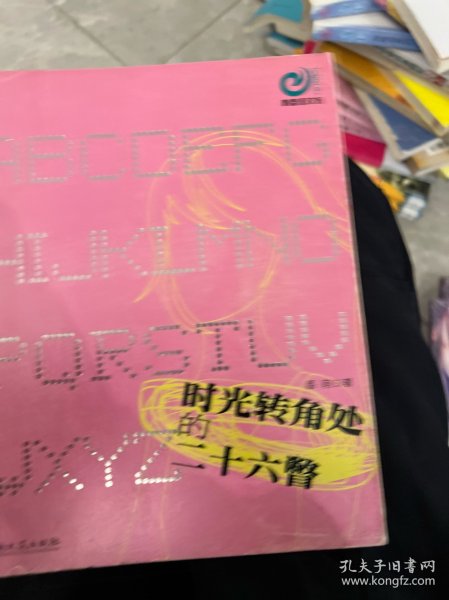 ABCDEFG
HIJKLMNO
PQRSTUV
WXYZ
著
时光转角处
的
二十六瞥
孔夫子旧书网
www.kongfz.com